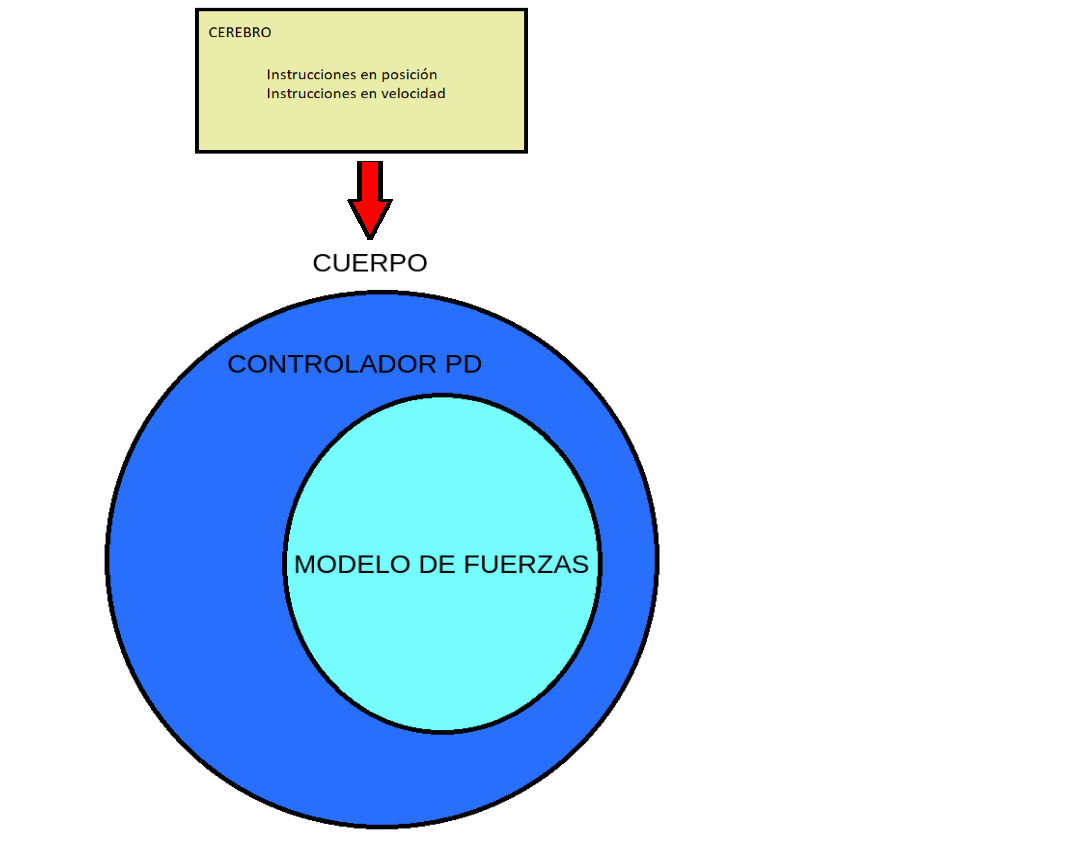 CEREBRO
Instrucciones en posición
Instrucciones en velocidad
CUERPO
CONTROLADOR PD
MODELO DE FUERZAS